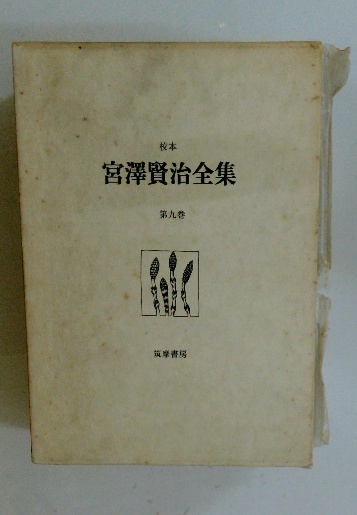 校本
宮澤賢治全集
第九巻
筑摩書房